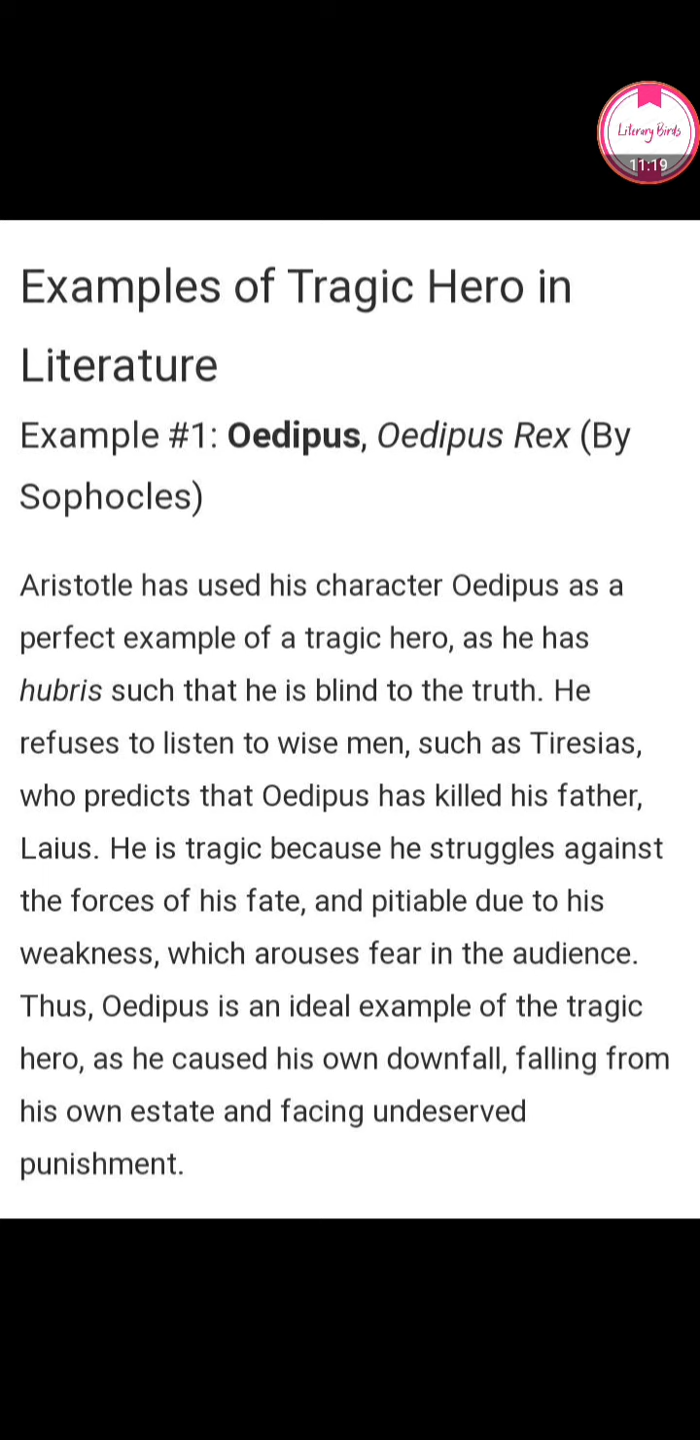 Literary Birds
11:19
Examples of Tragic Hero in
Literature
Example #1: Oedipus, Oedipus Rex (By
Sophocles)
Aristotle has used his character Oedipus as a
perfect example of a tragic hero, as he has
hubris such that he is blind to the truth. He
refuses to listen to wise men, such as Tiresias,
who predicts that Oedipus has killed his father,
Laius. He is tragic because he struggles against
the forces of his fate, and pitiable due to his
weakness, which arouses fear in the audience.
Thus, Oedipus is an ideal example of the tragic
hero, as he caused his own downfall, falling from
his own estate and facing undeserved
punishment.